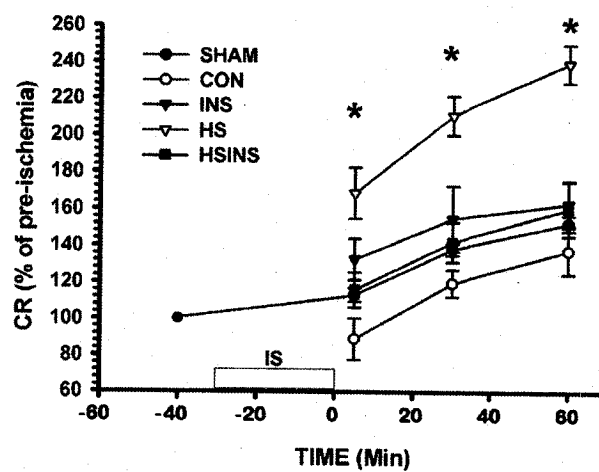 260
240
220
200
180
160
140
120
100
80
60
CR (% of pre-ischemia)
SHAM
CON
INS
HS
HSINS
*
*
*
IS
-60 -40 -20 0 20 40 60
TIME (Min)